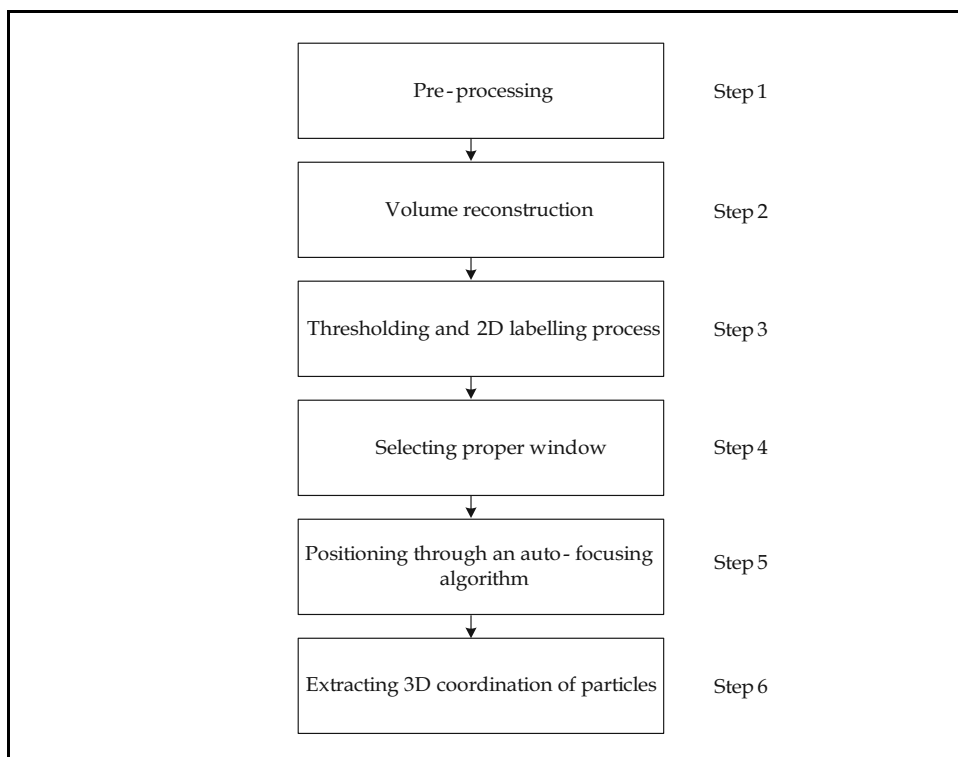 Pre-processing
Step 1
Volume reconstruction
Step 2
Thresholding and 2D labelling process
Step 3
Selecting proper window
Step 4
Positioning through an auto-focusing
algorithm
Step 5
Extracting 3D coordination of particles
Step 6